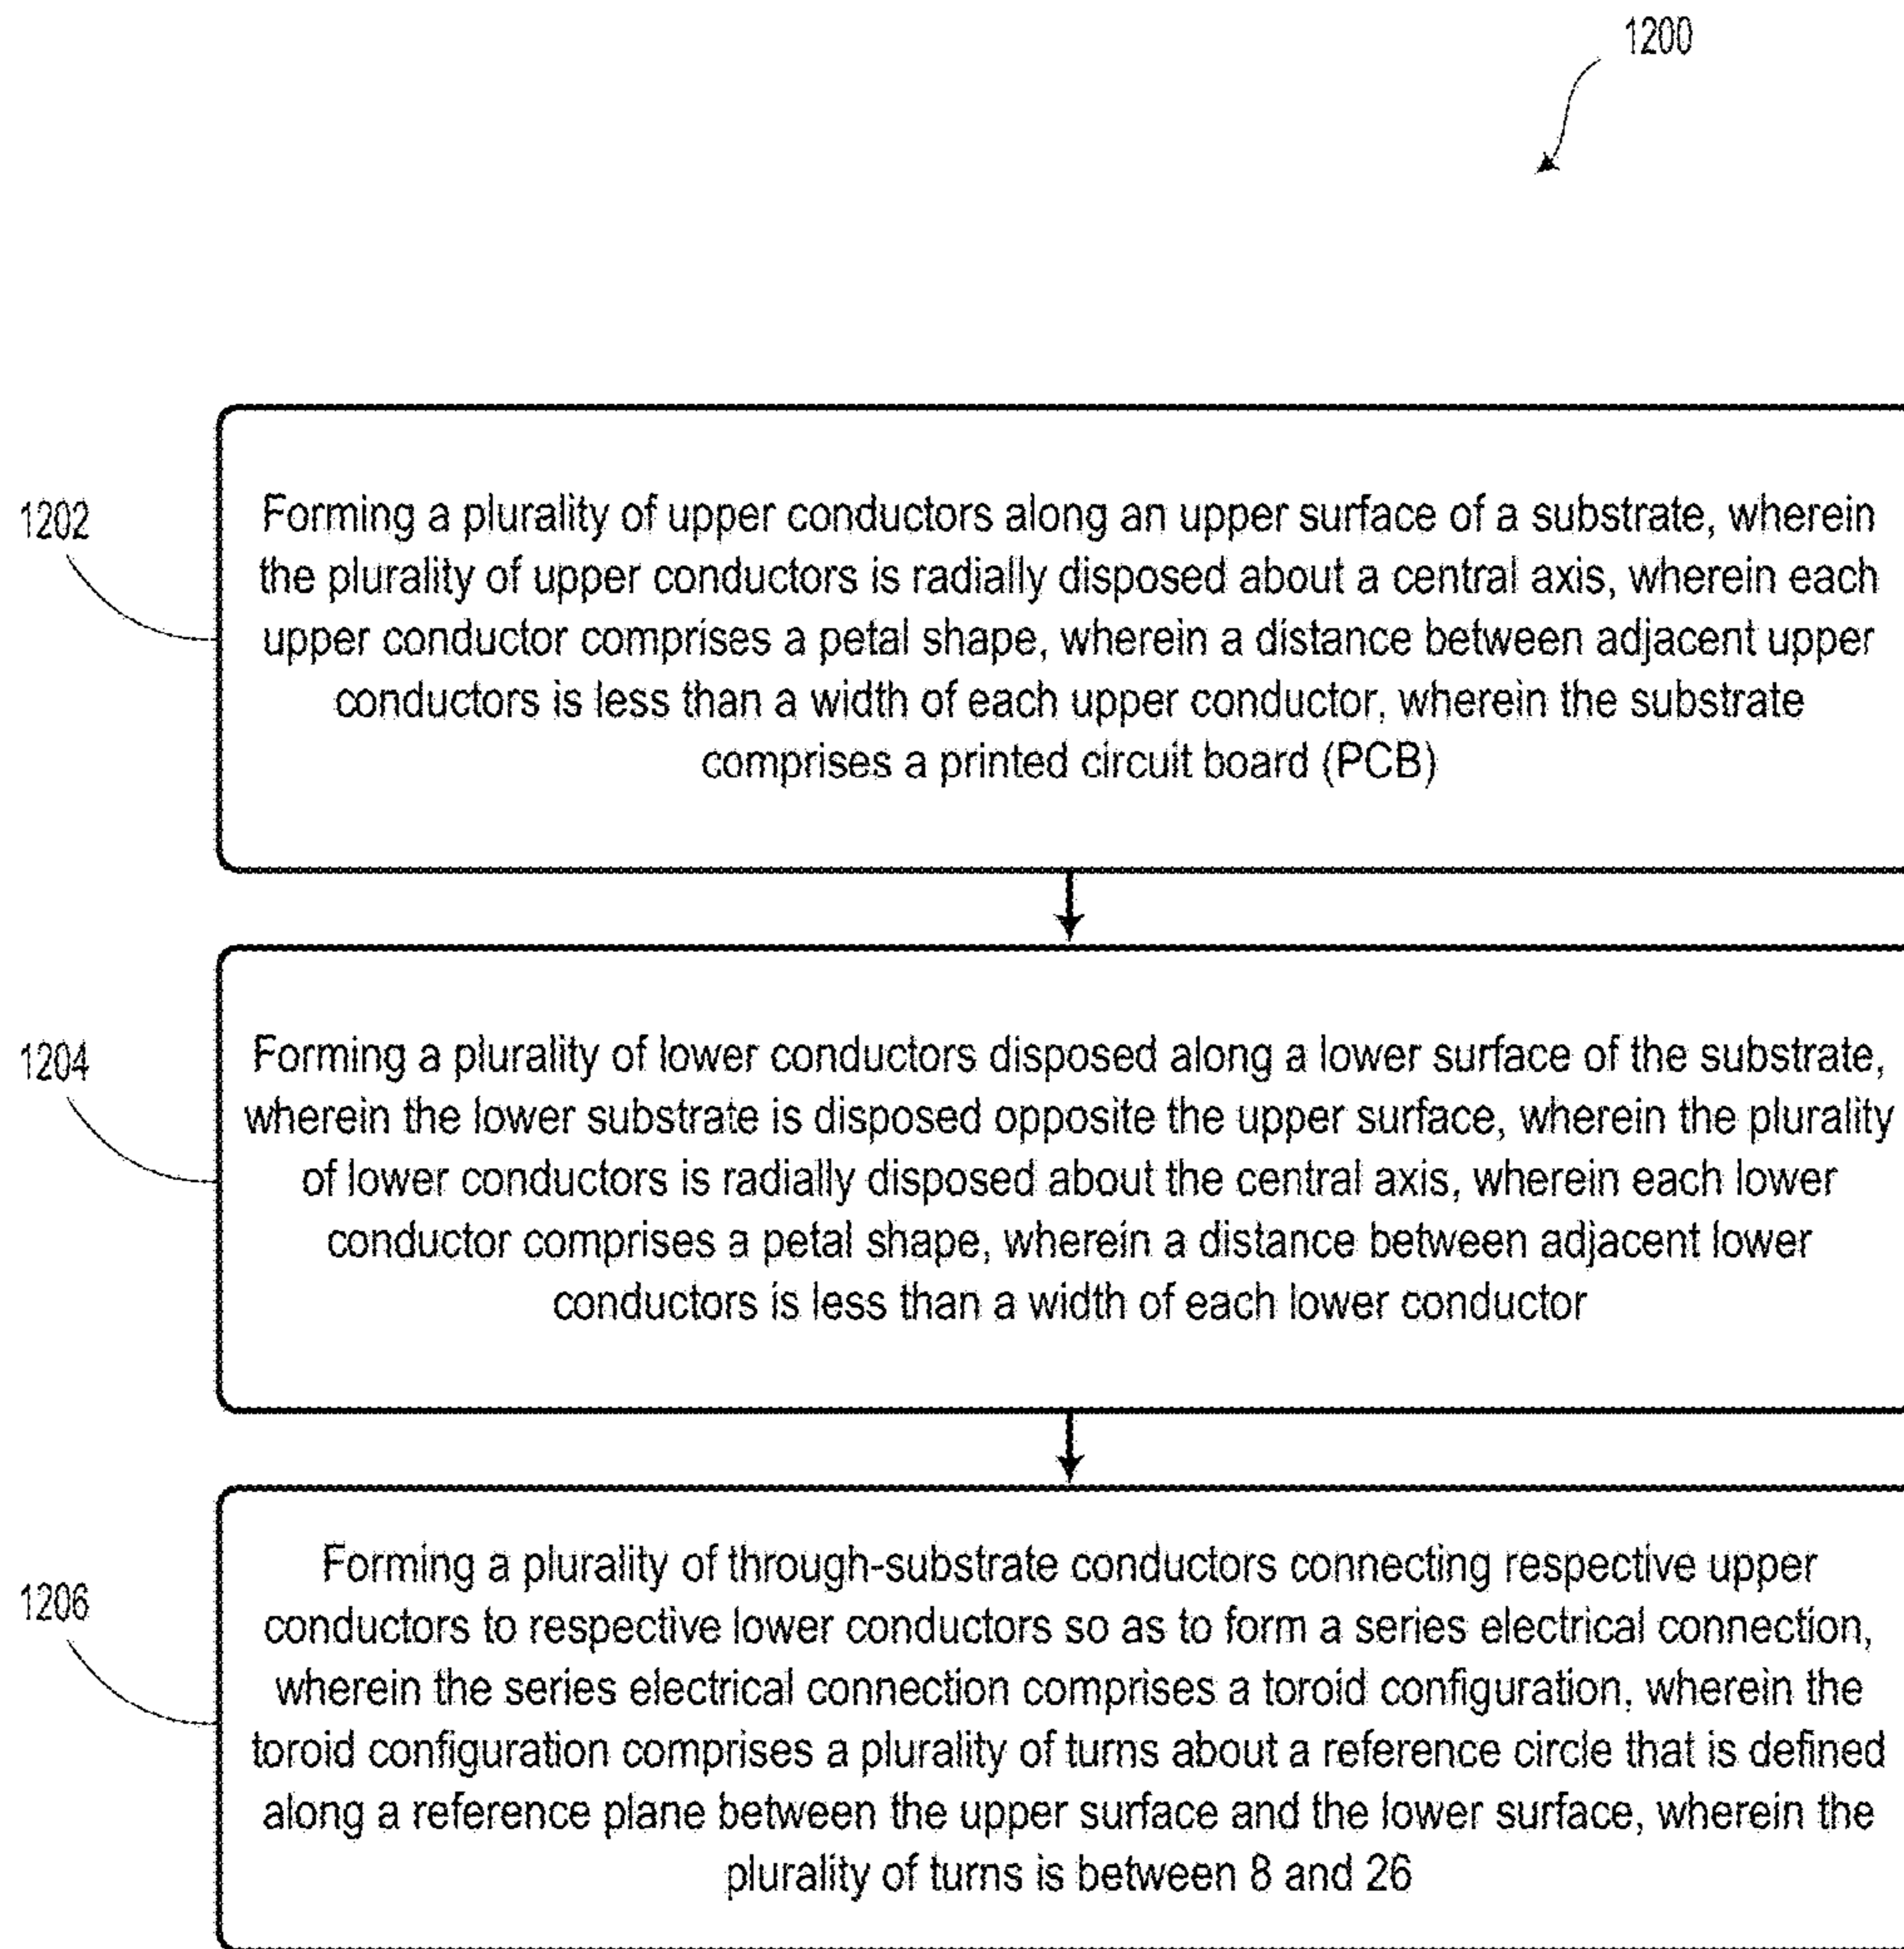 1200
1202
Forming a plurality of upper conductors along an upper surface of a substrate, wherein
the plurality of upper conductors is radially disposed about a central axis, wherein each
upper conductor comprises a petal shape, wherein a distance between adjacent upper
conductors is less than a width of each upper conductor, wherein the substrate
comprises a printed circuit board (PCB)
1204
Forming a plurality of lower conductors disposed along a lower surface of the substrate,
wherein the lower substrate is disposed opposite the upper surface, wherein the plurality
of lower conductors is radially disposed about the central axis, wherein each lower
conductor comprises a petal shape, wherein a distance between adjacent lower
conductors is less than a width of each lower conductor
1206
Forming a plurality of through-substrate conductors connecting respective upper
conductors to respective lower conductors so as to form a series electrical connection,
wherein the series electrical connection comprises a toroid configuration, wherein the
toroid configuration comprises a plurality of turns about a reference circle that is defined
along a reference plane between the upper surface and the lower surface, wherein the
plurality of turns is between 8 and 26